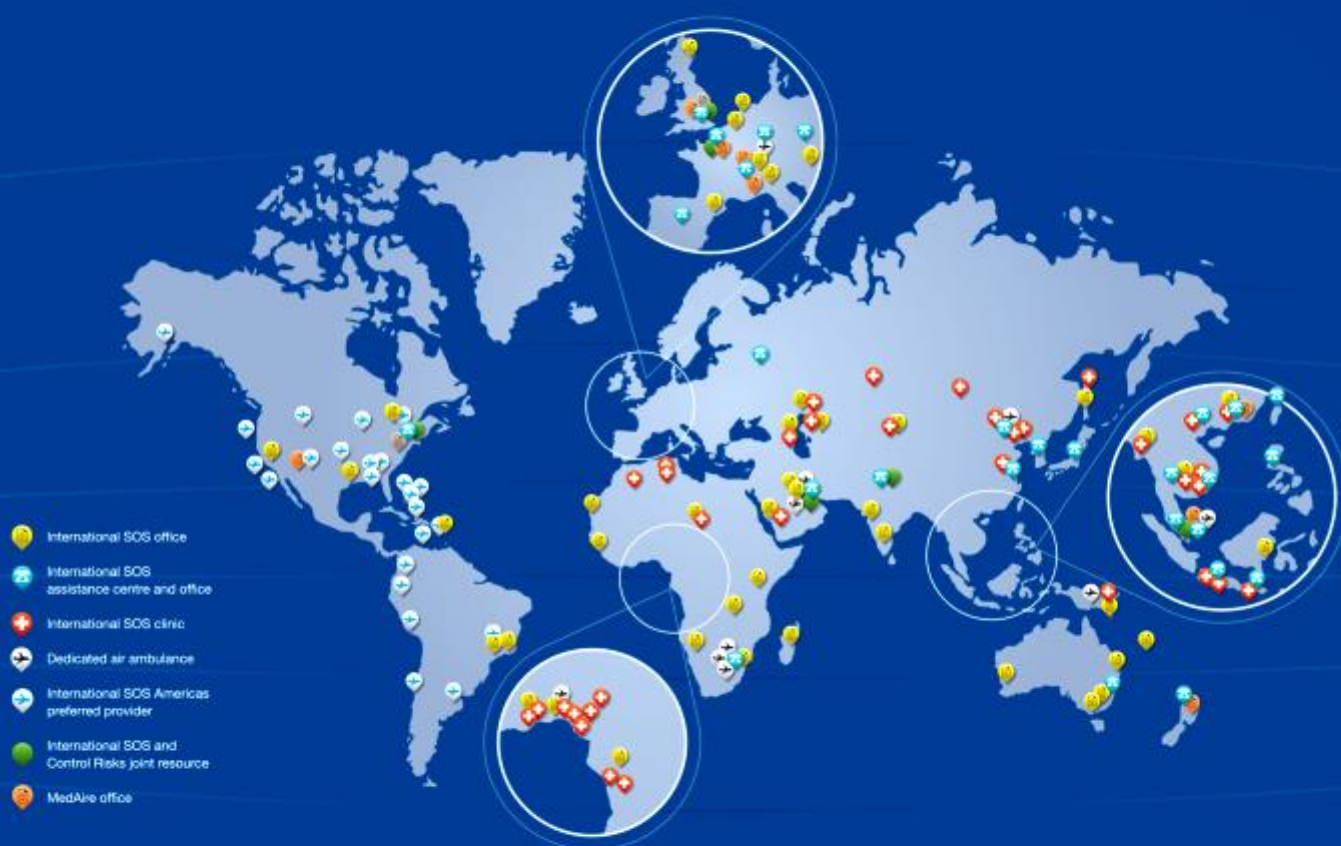 International SOS office
International SOS
assistance centre and office
International SOS clinic
Dedicated air ambulance
International SOS Americas
preferred provider
International SOS and
Control Risks joint resource
MedAire office